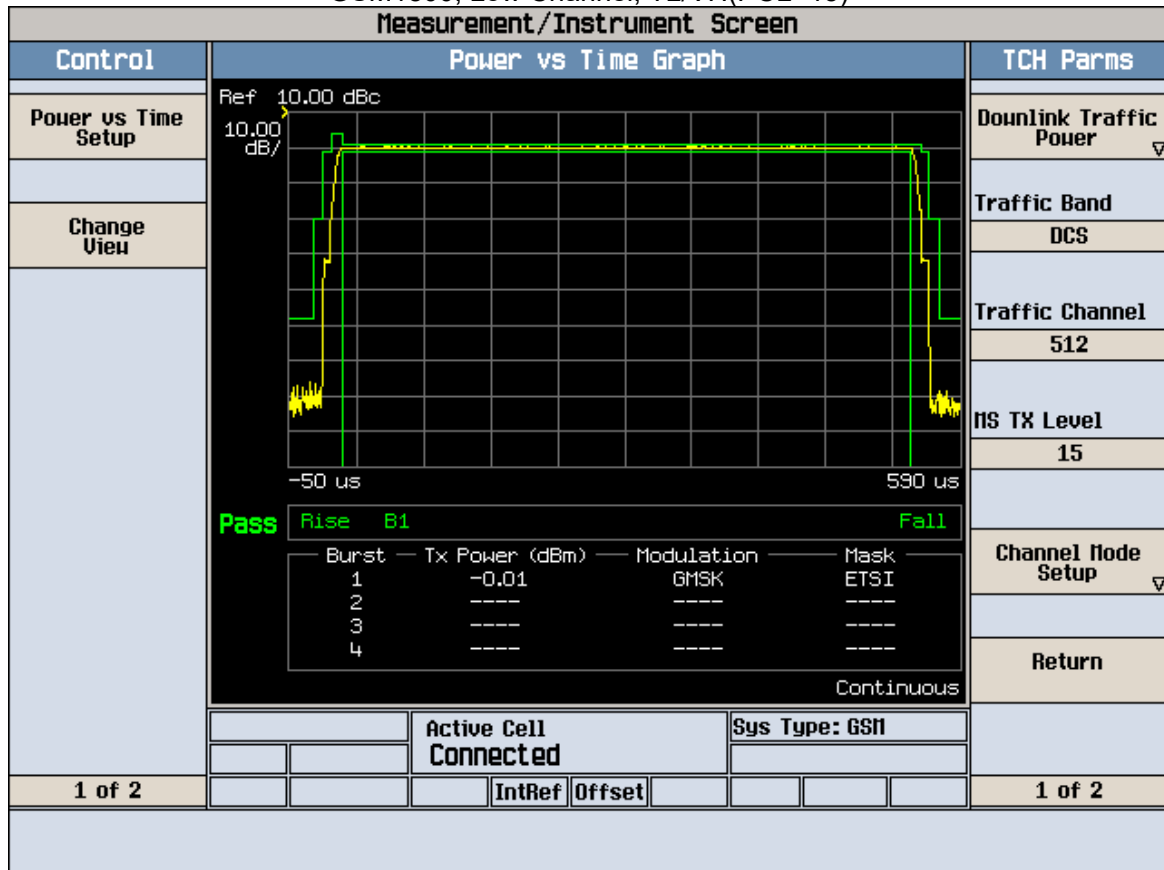 Measurement/Instrument Screen
Control
Power vs Time Graph
TCH Parms
Power vs Time
Setup
Change
View
1 of 2
Ref 10.00 dBc
10.00
dB/
-50 us
590 us
Pass
Rise B1 Fall
Burst Tx Power (dBm) Modulation Mask
1 -0.01 GMSK ETSI
2 ---- ---- ----
3 ---- ---- ----
4 ---- ---- ----
Continuous
Active Cell
Connected
Sys Type: GSM
IntRef Offset
Downlink Traffic
Power
Traffic Band
DCS
Traffic Channel
512
MS TX Level
15
Channel Mode
Setup
Return
1 of 2